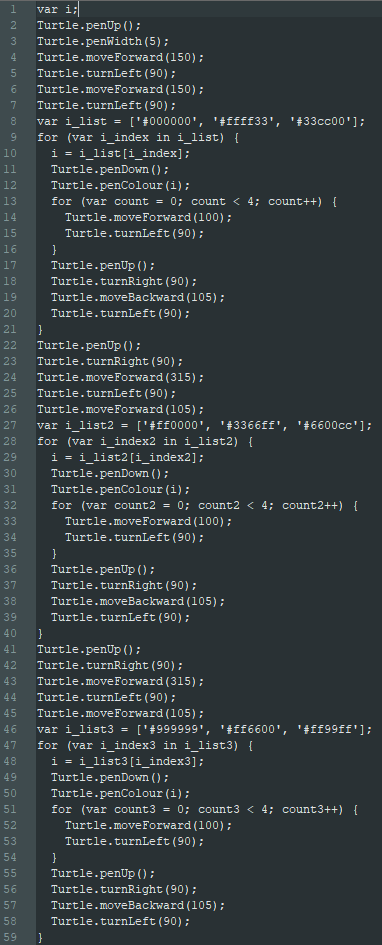 1 var i;
2 Turtle.penUp();
3 Turtle.penWidth(5);
4 Turtle.moveForward(150);
5 Turtle.turnLeft(90);
6 Turtle.moveForward(150);
7 Turtle.turnLeft(90);
8 var i_list = ['#000000', '#ffff33', '#33cc00'];
9 for (var i_index in i_list) {
10   i = i_list[i_index];
11   Turtle.penDown();
12   Turtle.penColour(i);
13   for (var count = 0; count < 4; count++) {
14     Turtle.moveForward(100);
15     Turtle.turnLeft(90);
16   }
17   Turtle.penUp();
18   Turtle.turnRight(90);
19   Turtle.moveBackward(105);
20   Turtle.turnLeft(90);
21 }
22 Turtle.penUp();
23 Turtle.turnRight(90);
24 Turtle.moveForward(315);
25 Turtle.turnLeft(90);
26 Turtle.moveForward(105);
27 var i_list2 = ['#ff0000', '#3366ff', '#6600cc'];
28 for (var i_index2 in i_list2) {
29   i = i_list2[i_index2];
30   Turtle.penDown();
31   Turtle.penColour(i);
32   for (var count2 = 0; count2 < 4; count2++) {
33     Turtle.moveForward(100);
34     Turtle.turnLeft(90);
35   }
36   Turtle.penUp();
37   Turtle.turnRight(90);
38   Turtle.moveBackward(105);
39   Turtle.turnLeft(90);
40 }
41 Turtle.penUp();
42 Turtle.turnRight(90);
43 Turtle.moveForward(315);
44 Turtle.turnLeft(90);
45 Turtle.moveForward(105);
46 var i_list3 = ['#999999', '#ff6600', '#ff99ff'];
47 for (var i_index3 in i_list3) {
48   i = i_list3[i_index3];
49   Turtle.penDown();
50   Turtle.penColour(i);
51   for (var count3 = 0; count3 < 4; count3++) {
52     Turtle.moveForward(100);
53     Turtle.turnLeft(90);
54   }
55   Turtle.penUp();
56   Turtle.turnRight(90);
57   Turtle.moveBackward(105);
58   Turtle.turnLeft(90);
59 }